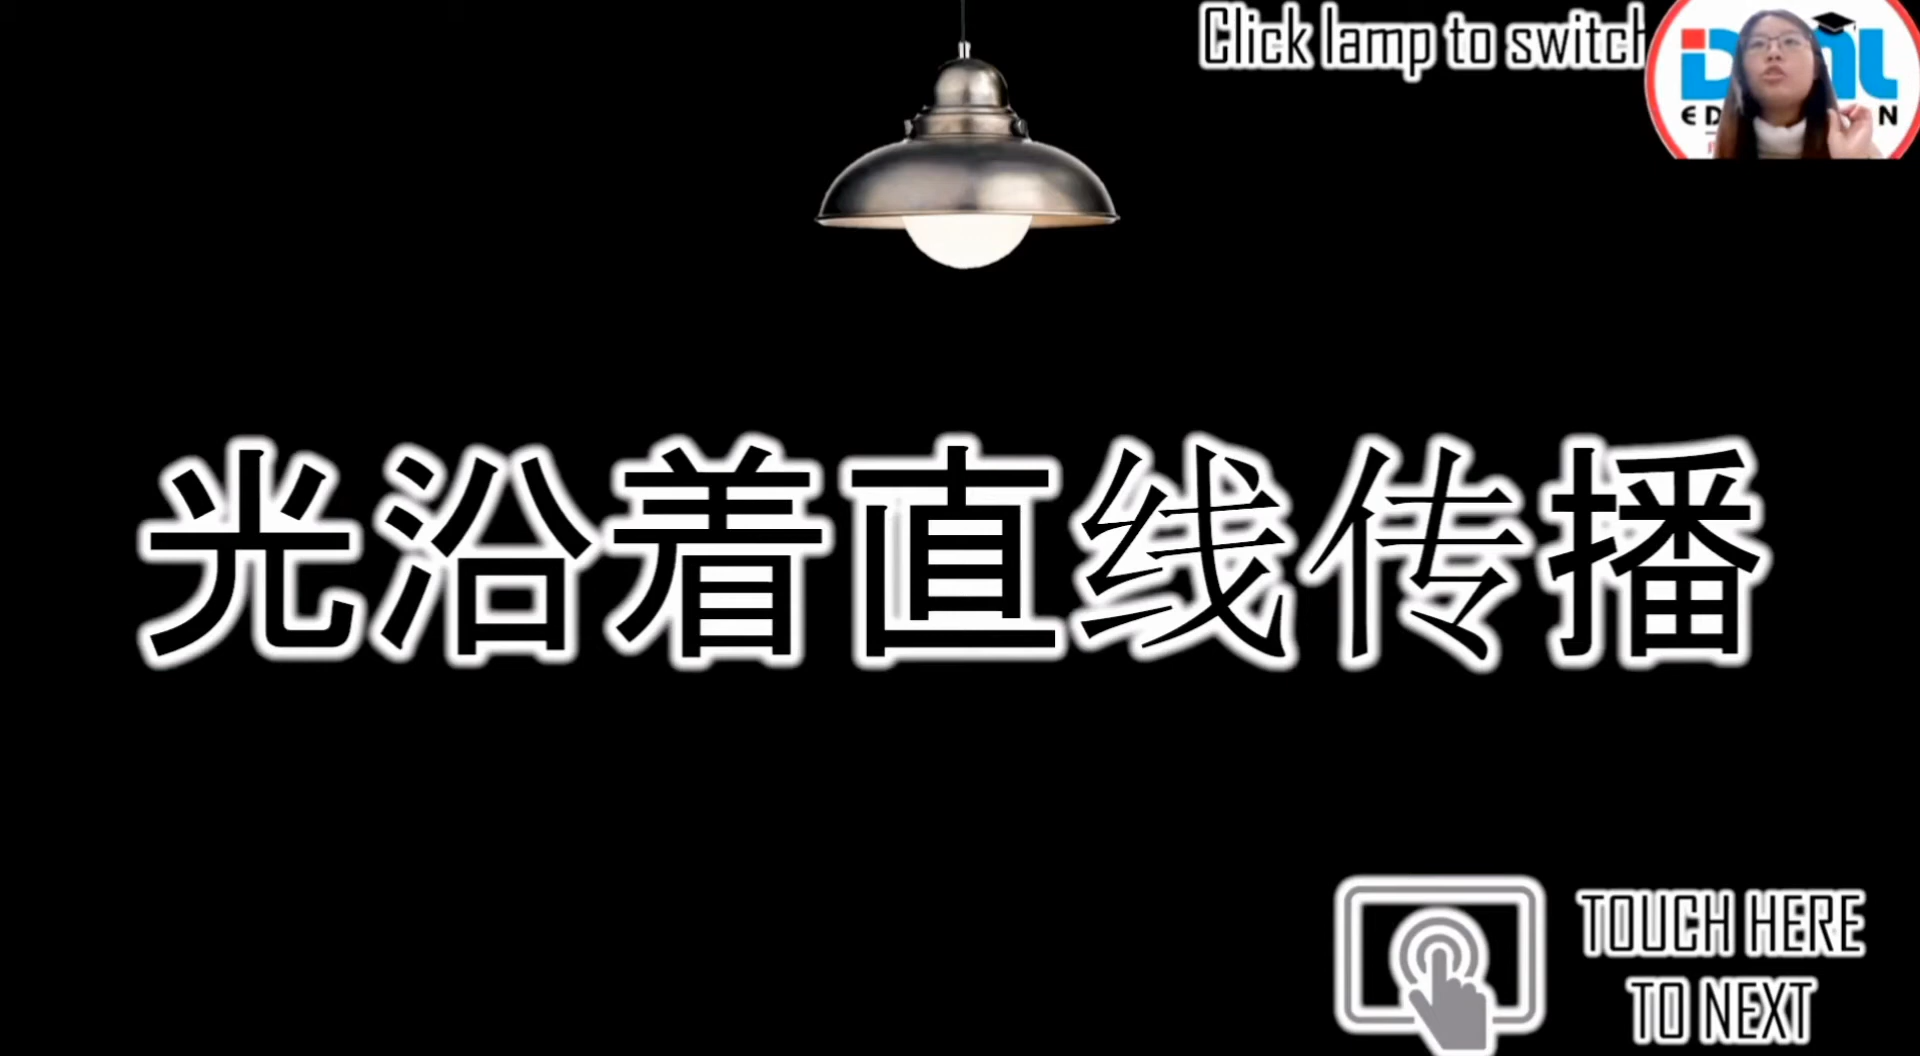 Click lamp to switch
光沿着直线传播
TOUCH HERE
TO NEXT